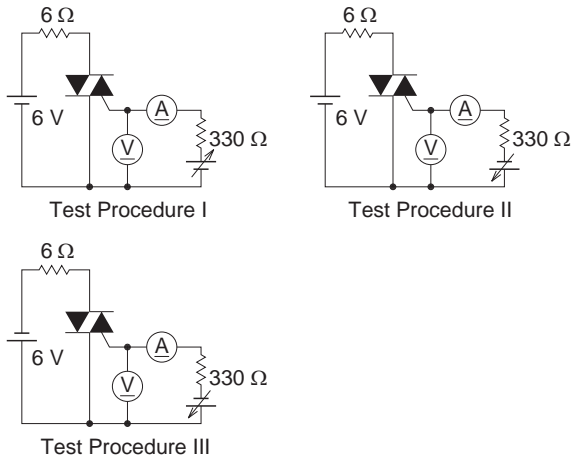 6 Ω
6 V
A
V
330 Ω
Test Procedure I
6 Ω
6 V
A
V
330 Ω
Test Procedure II
6 Ω
6 V
A
V
330 Ω
Test Procedure III